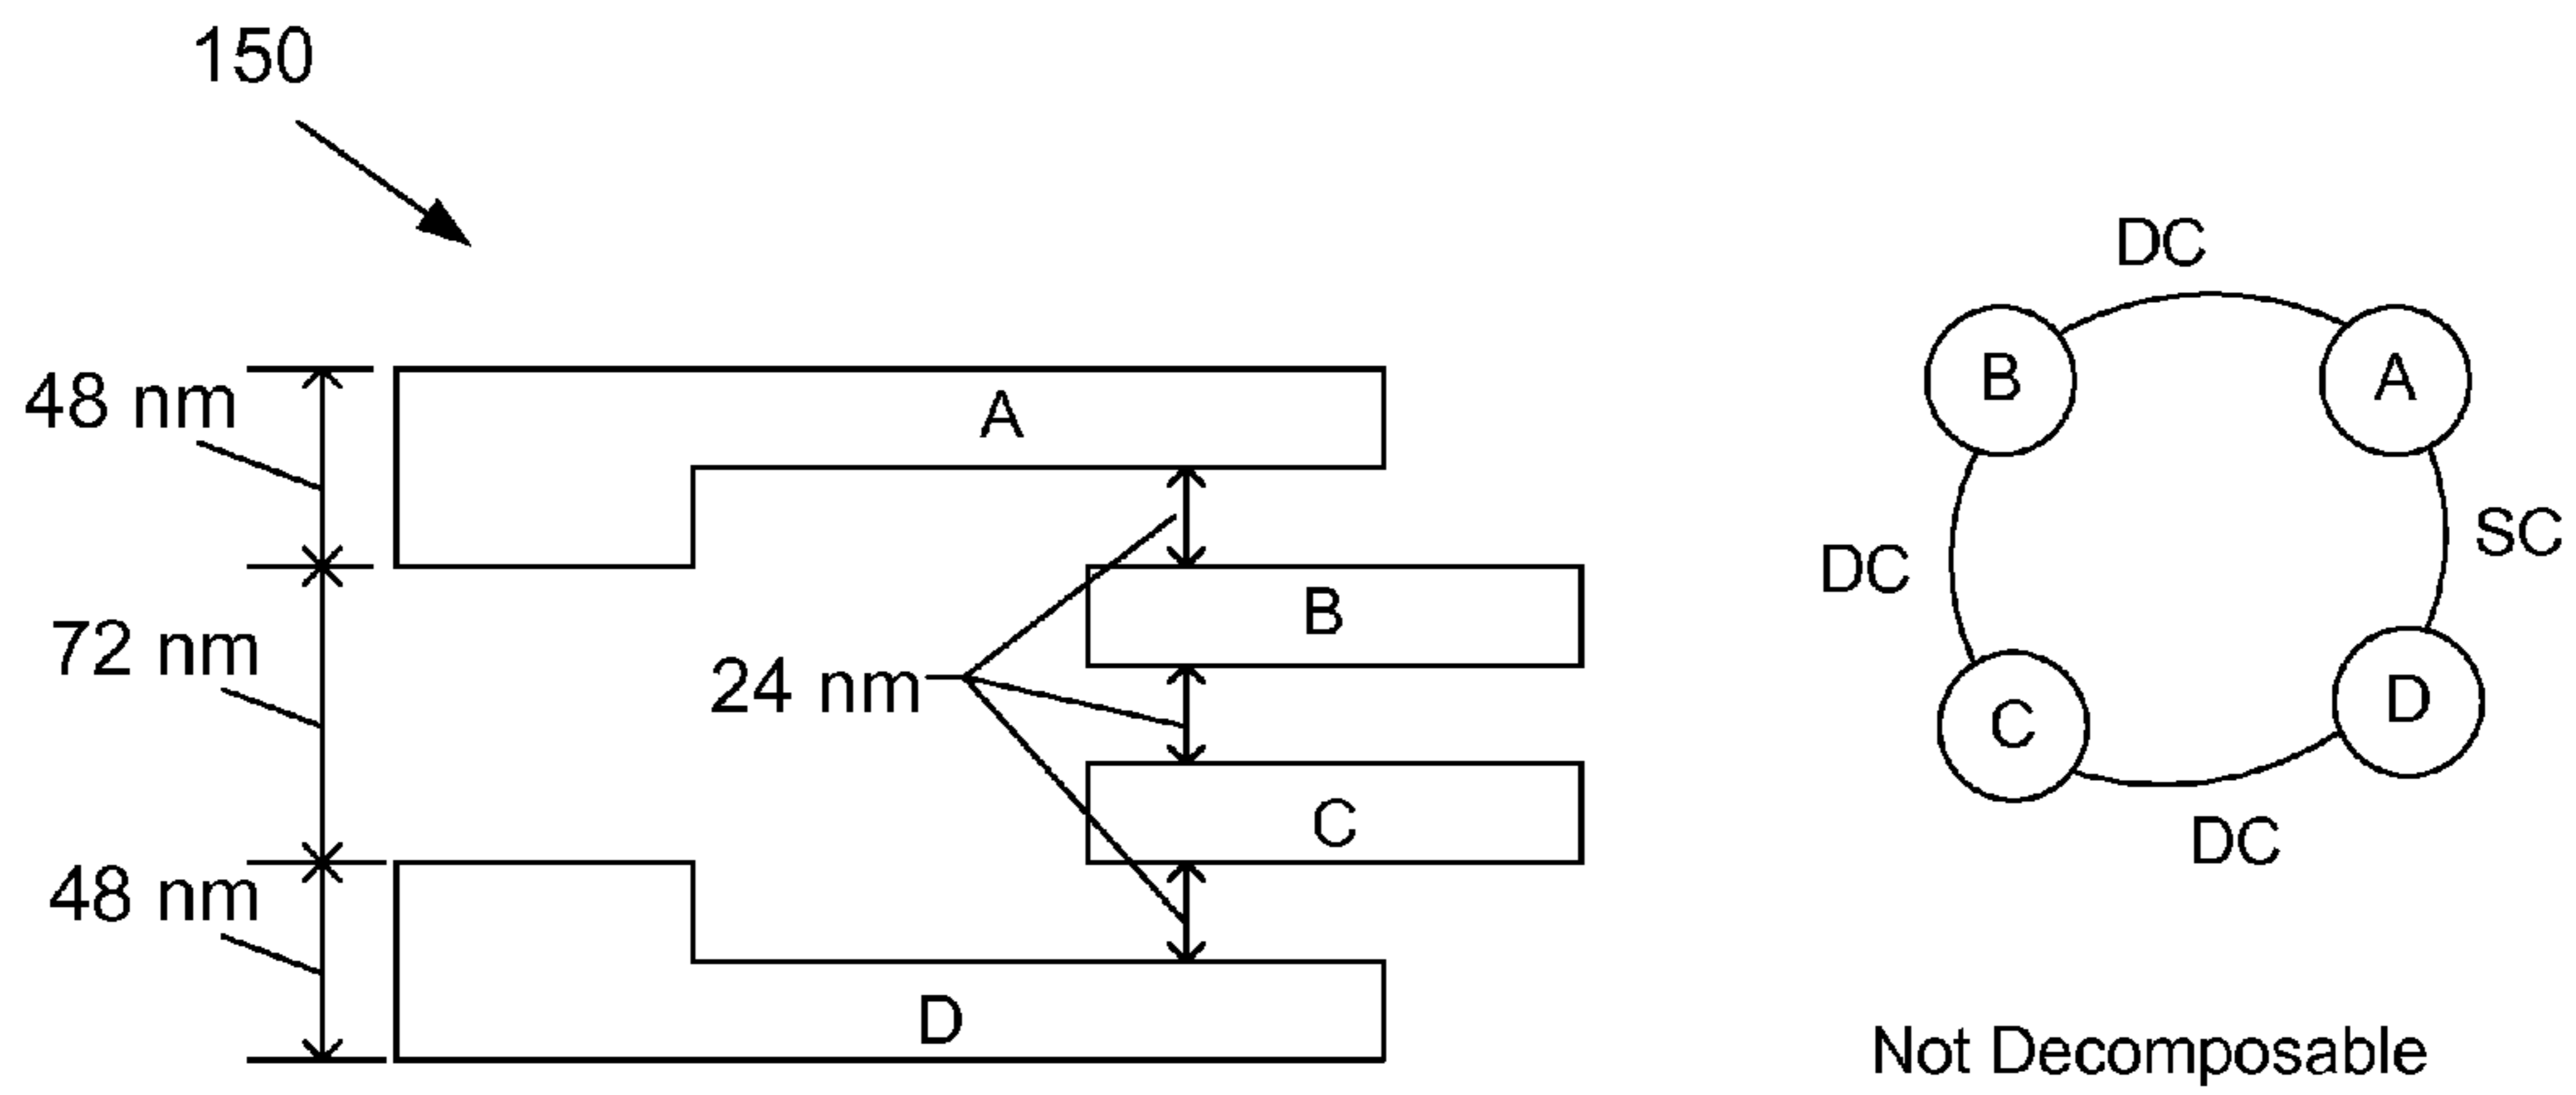 150
48 nm
72 nm
48 nm
24 nm
A
B
C
D
DC
B
A
DC
SC
C
D
DC
Not Decomposable